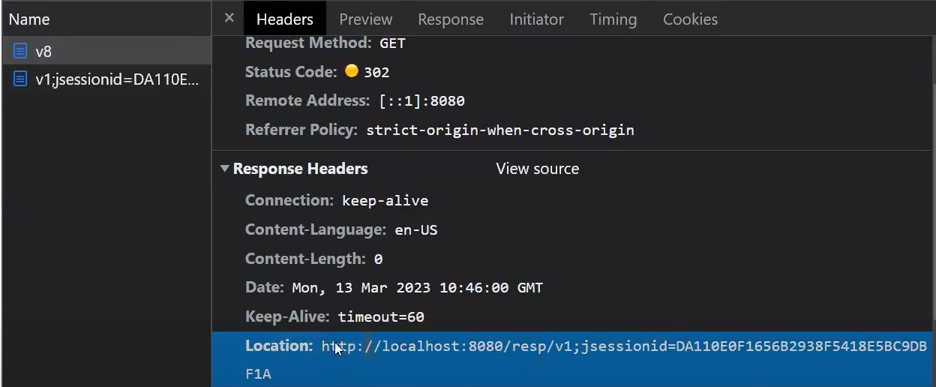 Name
× Headers Preview Response Initiator Timing Cookies
v8
v1;jsessionid=DA110E...
Request Method: GET
Status Code: 302
Remote Address: [::1]:8080
Referrer Policy: strict-origin-when-cross-origin
Response Headers View source
Connection: keep-alive
Content-Language: en-US
Content-Length: 0
Date: Mon, 13 Mar 2023 10:46:00 GMT
Keep-Alive: timeout=60
Location: http://localhost:8080/resp/v1;jsessionid=DA110E0F1656B2938F5418E5BC9DB
F1A